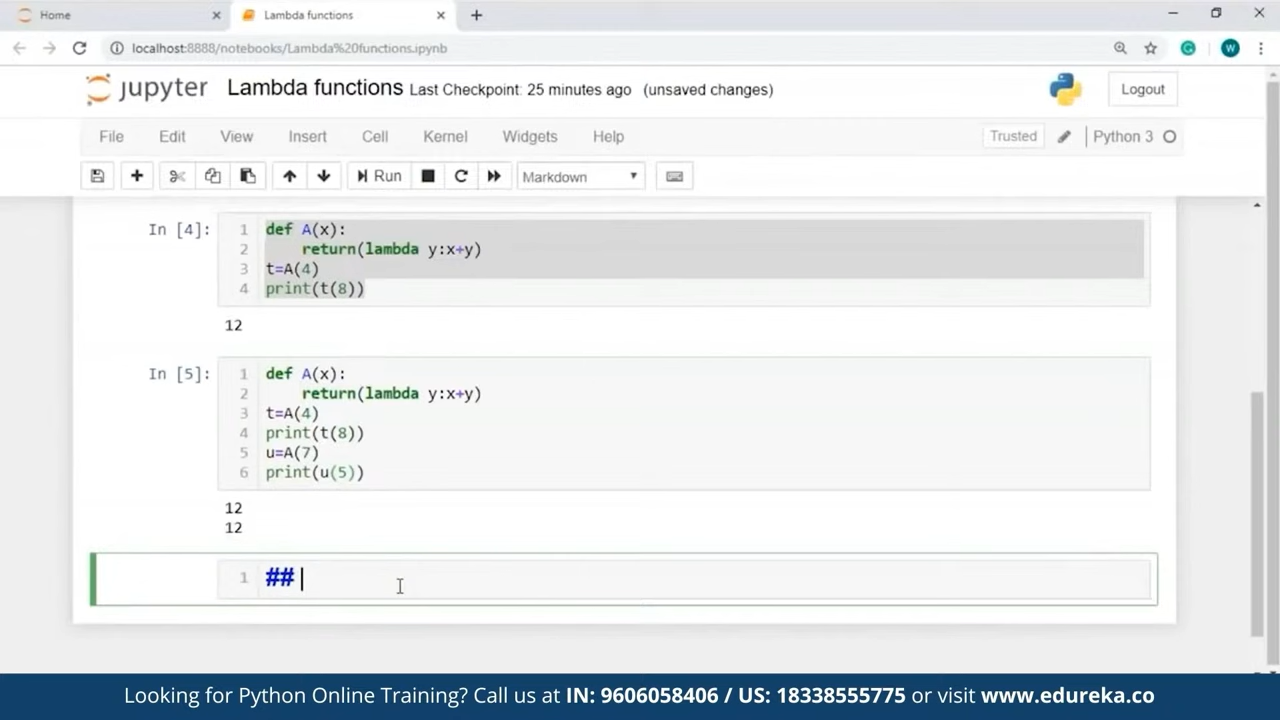 Home
Lambda functions
localhost:8888/notebooks/Lambda%20functions.ipynb
W
jupyter Lambda functions Last Checkpoint: 25 minutes ago (unsaved changes)
Logout
File Edit View Insert Cell Kernel Widgets Help
Trusted
Python 3
Run
Markdown
In [4]:
1 def A(x):
2     return(lambda y:x+y)
3 t=A(4)
4 print(t(8))
12
In [5]:
1 def A(x):
2     return(lambda y:x+y)
3 t=A(4)
4 print(t(8))
5 u=A(7)
6 print(u(5))
12
12
1 ##
Looking for Python Online Training? Call us at IN: 9606058406 / US: 18338555775 or visit www.edureka.co